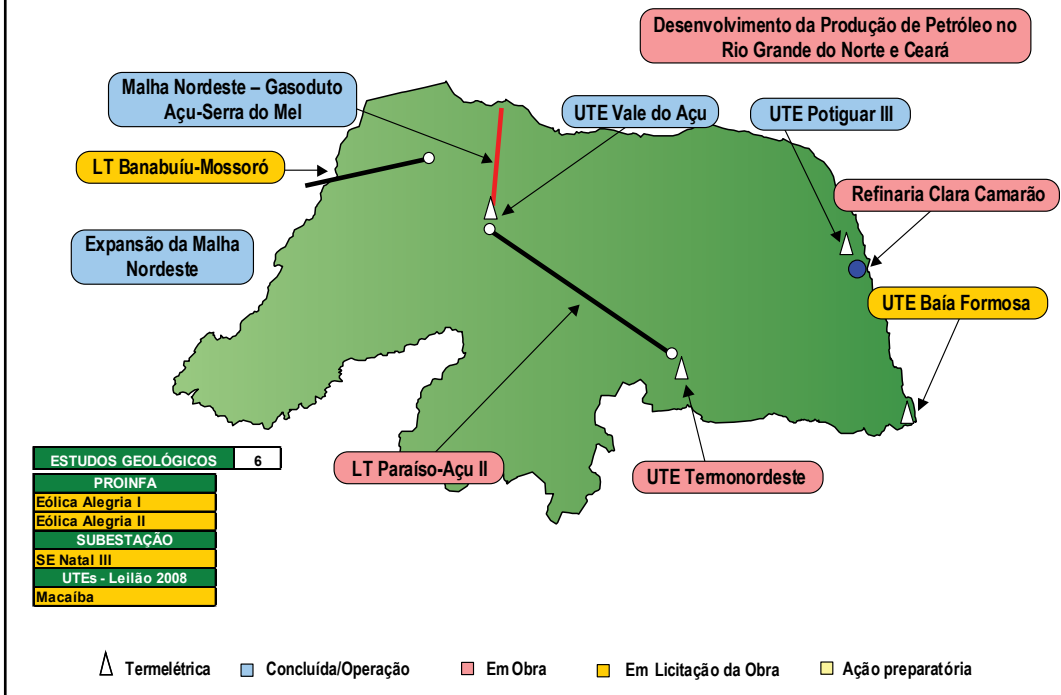 Desenvolvimento da Produção de Petróleo no
Rio Grande do Norte e Ceará
Malha Nordeste – Gasoduto
Açu-Serra do Mel
UTE Vale do Açu
UTE Potiguar III
LT Banabuíu-Mossoró
Refinaria Clara Camarão
Expansão da Malha
Nordeste
UTE Baía Formosa
LT Paraíso-Açu II
UTE Termonordeste
ESTUDOS GEOLÓGICOS 6
PROINFA
Eólica Alegria I
Eólica Alegria II
SUBESTAÇÃO
SE Natal III
UTEs - Leilão 2008
Macaíba
Termelétrica Concluída/Operação Em Obra Em Licitação da Obra Ação preparatória